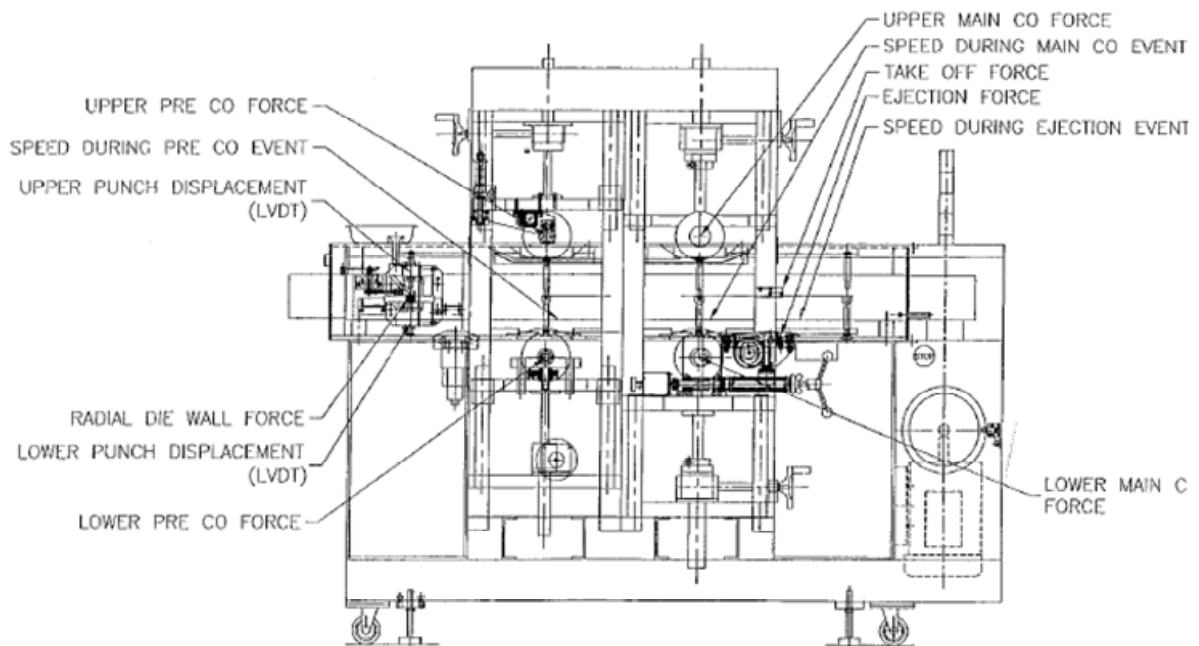 UPPER MAIN CO FORCE
SPEED DURING MAIN CO EVENT
TAKE OFF FORCE
EJECTION FORCE
SPEED DURING EJECTION EVENT
UPPER PRE CO FORCE
SPEED DURING PRE CO EVENT
UPPER PUNCH DISPLACEMENT
(LVDT)
STOP
RADIAL DIE WALL FORCE
LOWER PUNCH DISPLACEMENT
(LVDT)
LOWER PRE CO FORCE
LOWER MAIN C
FORCE